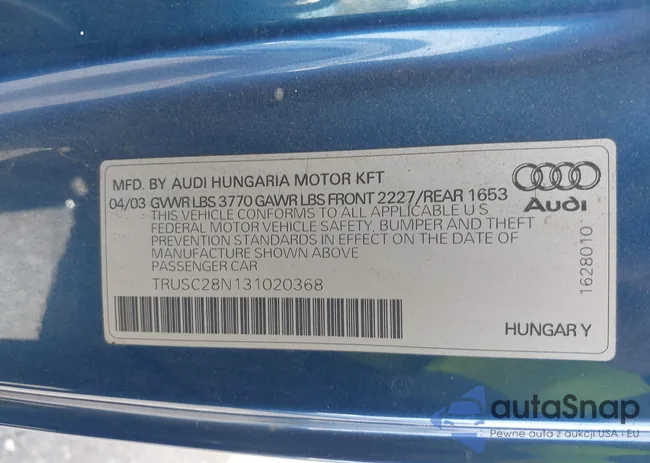 MFD. BY AUDI HUNGARIA MOTOR KFT
04/03 GVWR LBS 3770 GAWR LBS FRONT 2227/REAR 1653
THIS VEHICLE CONFORMS TO ALL APPLICABLE U S
FEDERAL MOTOR VEHICLE SAFETY, BUMPER AND THEFT
PREVENTION STANDARDS IN EFFECT ON THE DATE OF
MANUFACTURE SHOWN ABOVE
PASSENGER CAR
TRUSC28N131020368
Audi
1628010
HUNGARY
autaSnap
Pewne auta z aukcji USA i EU